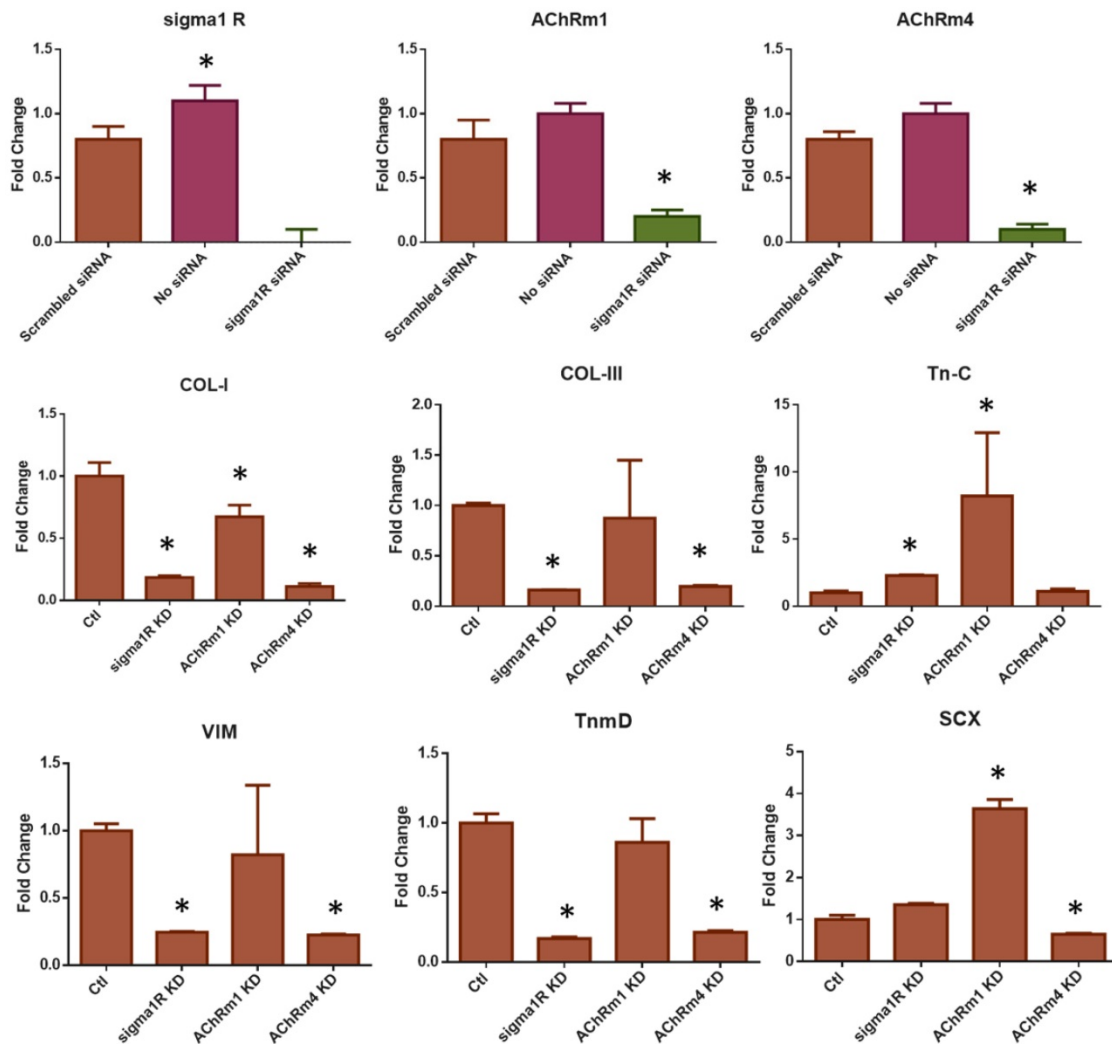 sigma1 R
AChRm1
AChRm4
Fold Change
1.5
1.0
0.5
0.0
*
Scrambled siRNA
No siRNA
sigma1R siRNA
Fold Change
1.5
1.0
0.5
0.0
*
Scrambled siRNA
No siRNA
sigma1R siRNA
Fold Change
1.5
1.0
0.5
0.0
*
Scrambled siRNA
No siRNA
sigma1R siRNA
COL-I
COL-III
Tn-C
Fold Change
1.5
1.0
0.5
0.0
*
*
*
Ctl
sigma1R KD
AChRm1 KD
AChRm4 KD
Fold Change
2.0
1.5
1.0
0.5
0.0
*
*
Ctl
sigma1R KD
AChRm1 KD
AChRm4 KD
Fold Change
15
10
5
0
*
*
Ctl
sigma1R KD
AChRm1 KD
AChRm4 KD
VIM
TnmD
SCX
Fold Change
1.5
1.0
0.5
0.0
*
*
Ctl
sigma1R KD
AChRm1 KD
AChRm4 KD
Fold Change
1.5
1.0
0.5
0.0
*
*
Ctl
sigma1R KD
AChRm1 KD
AChRm4 KD
Fold Change
5
4
3
2
1
0
*
*
Ctl
sigma1R KD
AChRm1 KD
AChRm4 KD